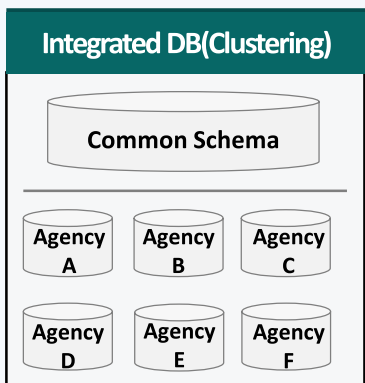 Integrated DB(Clustering)
Common Schema
Agency
A
Agency
B
Agency
C
Agency
D
Agency
E
Agency
F